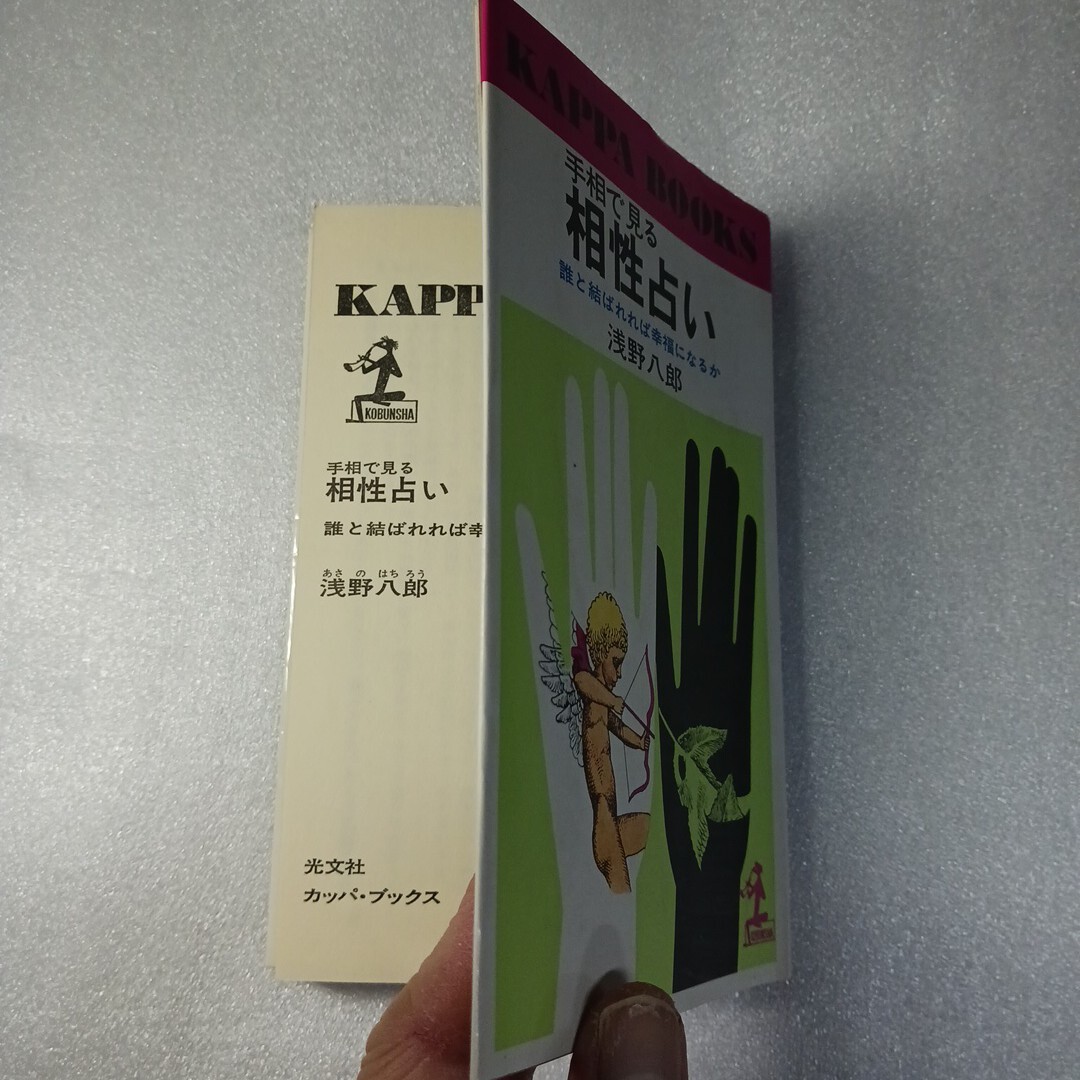 KAPPA BOOKS
手相で見る
相性占い
誰と結ばれれば幸福になるか
浅野八郎
KAPP
KOBUNSHA
手相で見る
相性占い
誰と結ばれれば幸
あさ の はち ろう
浅野八郎
光文社
カッパ・ブックス
KOBUNSHA